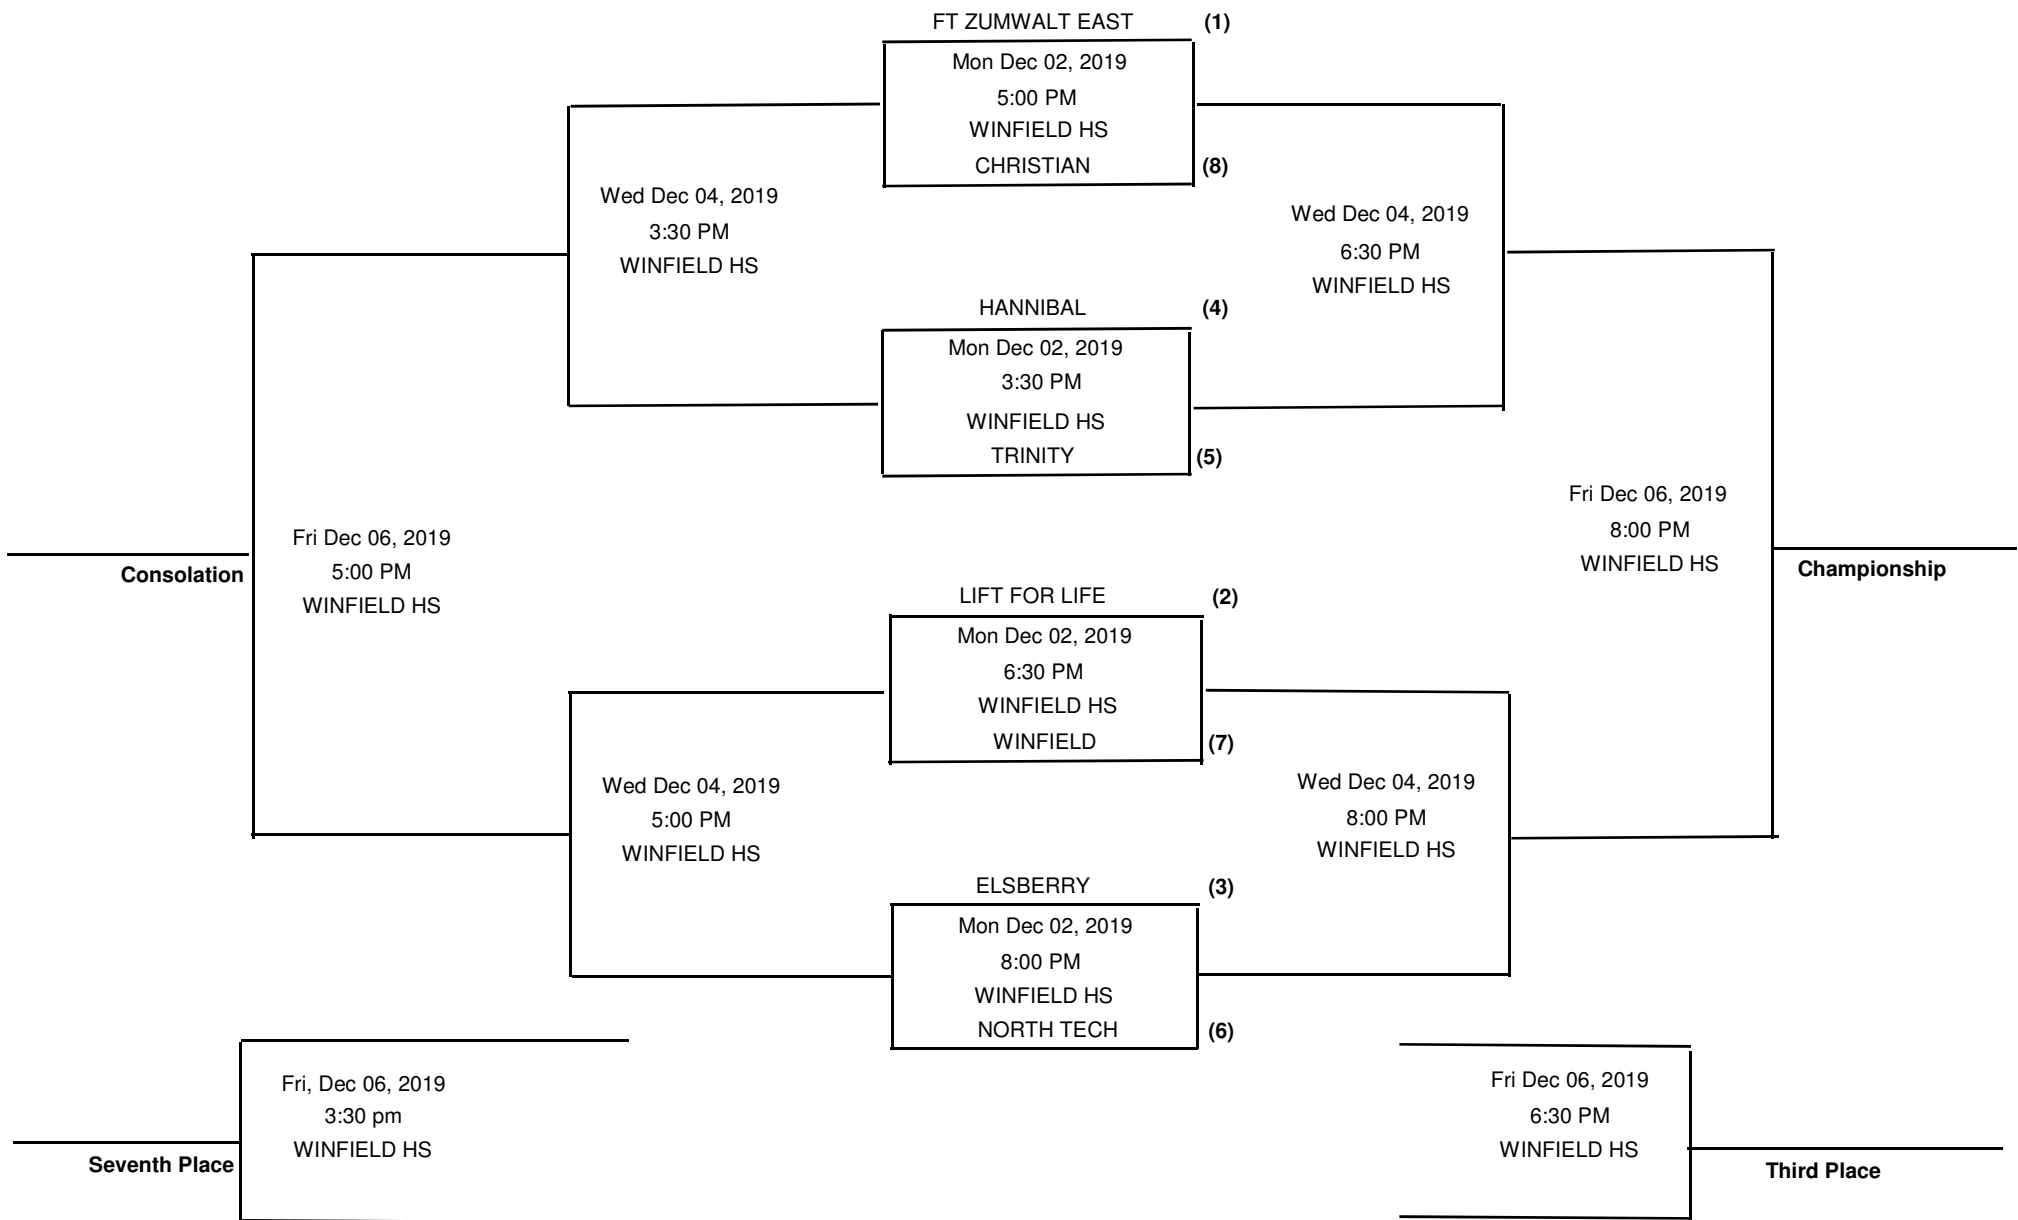 FT ZUMWALT EAST (1)
Mon Dec 02, 2019
5:00 PM
WINFIELD HS
CHRISTIAN (8)
Wed Dec 04, 2019
3:30 PM
WINFIELD HS
Wed Dec 04, 2019
6:30 PM
WINFIELD HS
HANNIBAL (4)
Mon Dec 02, 2019
3:30 PM
WINFIELD HS
TRINITY (5)
Fri Dec 06, 2019
5:00 PM
WINFIELD HS
Consolation
Fri Dec 06, 2019
8:00 PM
WINFIELD HS
Championship
LIFT FOR LIFE (2)
Mon Dec 02, 2019
6:30 PM
WINFIELD HS
WINFIELD (7)
Wed Dec 04, 2019
5:00 PM
WINFIELD HS
Wed Dec 04, 2019
8:00 PM
WINFIELD HS
ELSBERRY (3)
Mon Dec 02, 2019
8:00 PM
WINFIELD HS
NORTH TECH (6)
Fri, Dec 06, 2019
3:30 pm
WINFIELD HS
Seventh Place
Fri Dec 06, 2019
6:30 PM
WINFIELD HS
Third Place